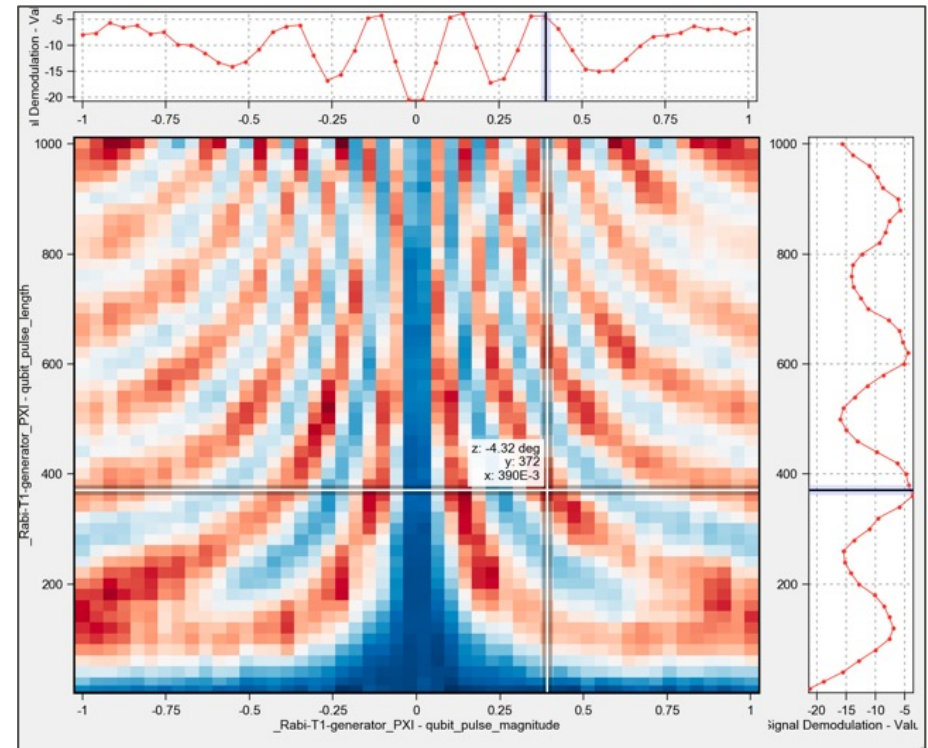 -5
-10
-15
-20
-1 -0.75 -0.5 -0.25 0 0.25 0.5 0.75 1
l Demodulation - Va
1000
800
600
400
200
_Rabi-T1-generator_PXI - qubit_pulse_length
z: -4.32 deg
y: 372
x: 390E-3
-1 -0.75 -0.5 -0.25 0 0.25 0.5 0.75 1
_Rabi-T1-generator_PXI - qubit_pulse_magnitude
1000
800
600
400
200
-20 -15 -10 -5
Signal Demodulation - Valu